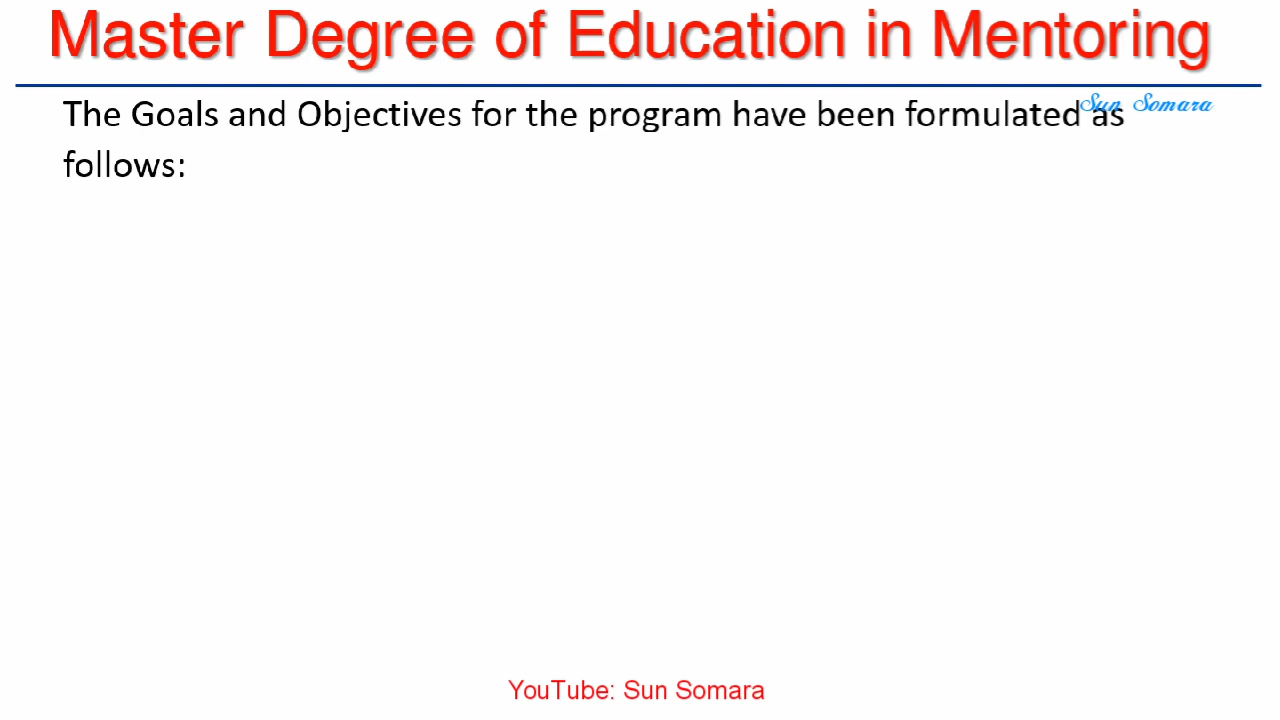 Master Degree of Education in Mentoring
Sun Somara
The Goals and Objectives for the program have been formulated as
follows:
YouTube: Sun Somara